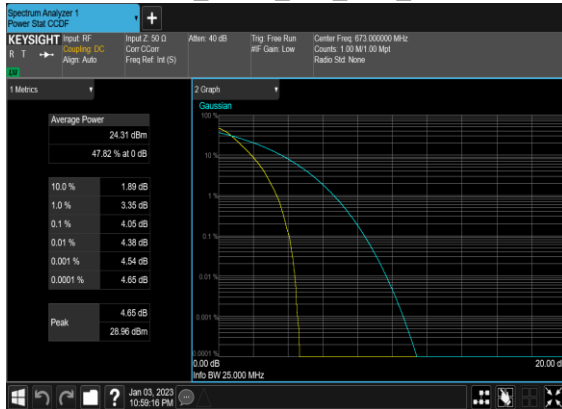 Spectrum Analyzer 1
Power Stat CCDF
+
KEYSIGHT
R T
LXI
Input: RF
Coupling: DC
Align: Auto
Input Z: 50 Ω
Corr CCorr
Freq Ref: Int (S)
Atten: 40 dB
Trig: Free Run
#IF Gain: Low
Center Freq: 673.000000 MHz
Counts: 1.00 M/1.00 Mpt
Radio Std: None
1 Metrics
Average Power
24.31 dBm
47.82 % at 0 dB
10.0 % 1.89 dB
1.0 % 3.35 dB
0.1 % 4.05 dB
0.01 % 4.38 dB
0.001 % 4.54 dB
0.0001 % 4.65 dB
Peak 4.65 dB
28.96 dBm
2 Graph
Gaussian
100 %
10 %
1 %
0.1 %
0.01 %
0.001 %
0.0001 %
0.00 dB 20.00 d
Info BW 25.000 MHz
?
Jan 03, 2023
10:59:16 PM